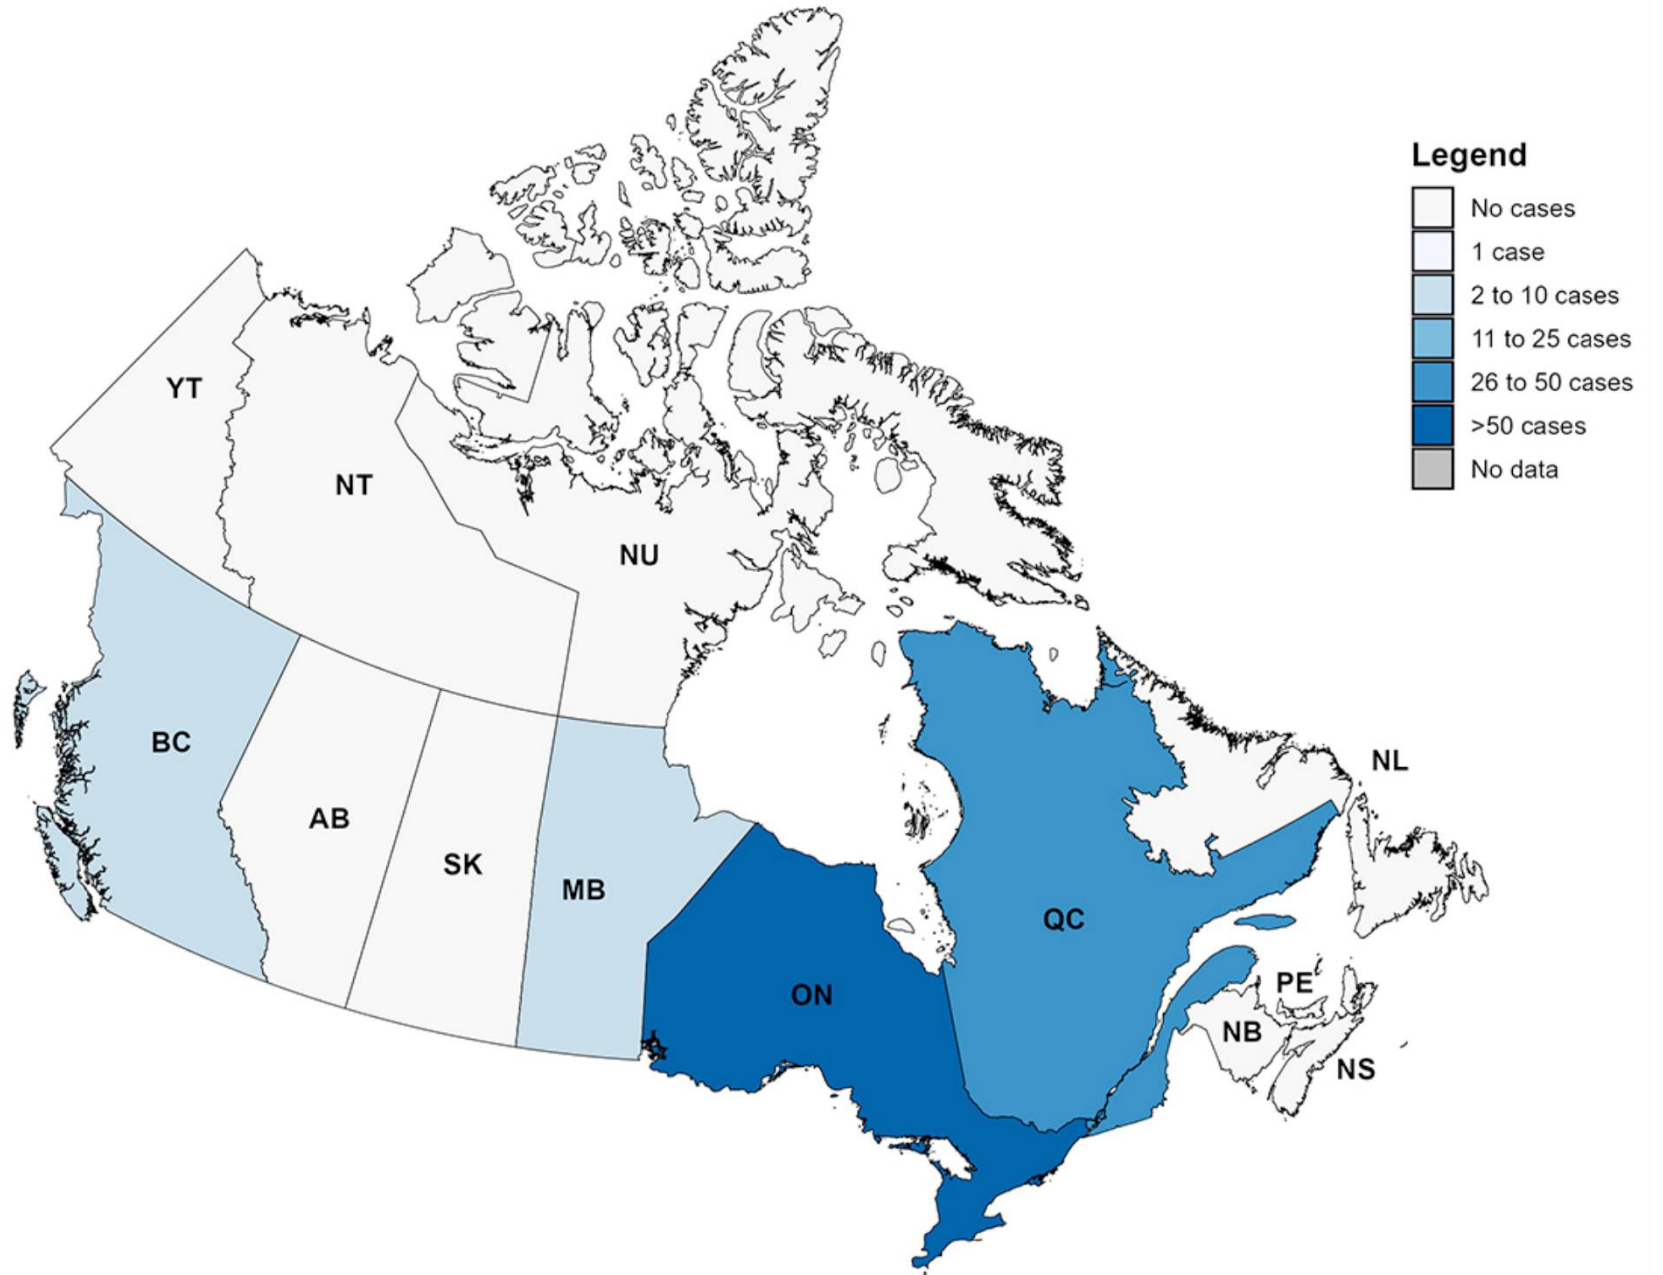 Legend
No cases
1 case
2 to 10 cases
11 to 25 cases
26 to 50 cases
>50 cases
No data
YT
NT
NU
BC
AB
SK
MB
ON
QC
NL
PE
NB
NS